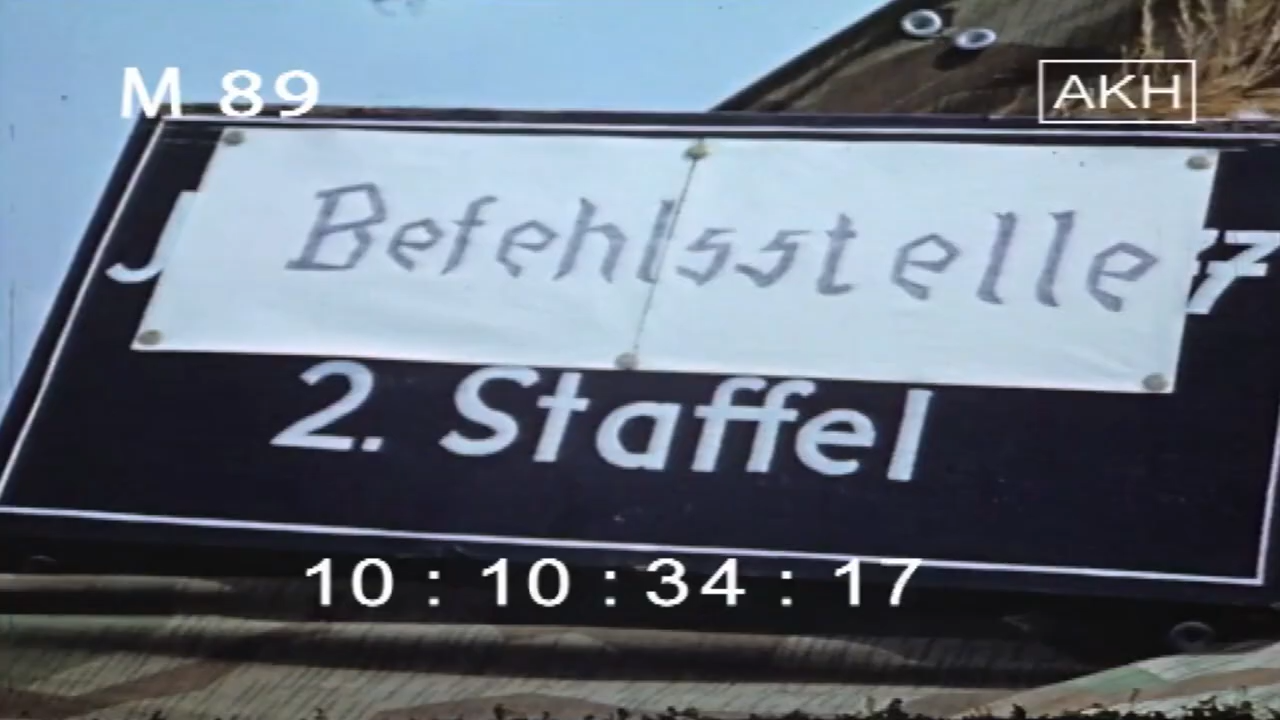 M 89
AKH
Befehlsstelle
2. Staffel
10 : 10 : 34 : 17